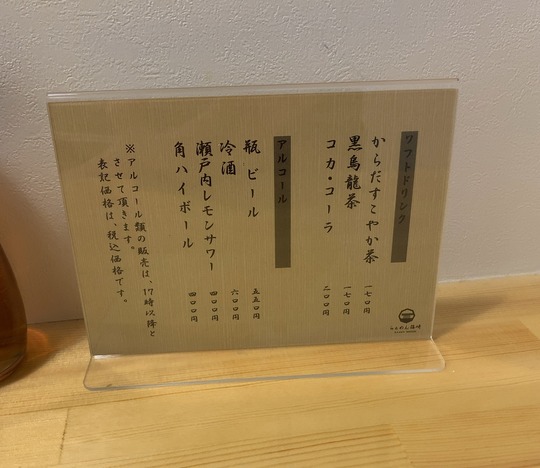 ソフトドリンク
からだすこやか茶 一七〇円
黒烏龍茶 一七〇円
コカ・コーラ 二〇〇円
アルコール
瓶ビール 五五〇円
冷酒 六〇〇円
瀬戸内レモンサワー 四〇〇円
角ハイボール 四〇〇円
※アルコール類の販売は、17時以降と
させて頂きます。
表記価格は、税込価格です。